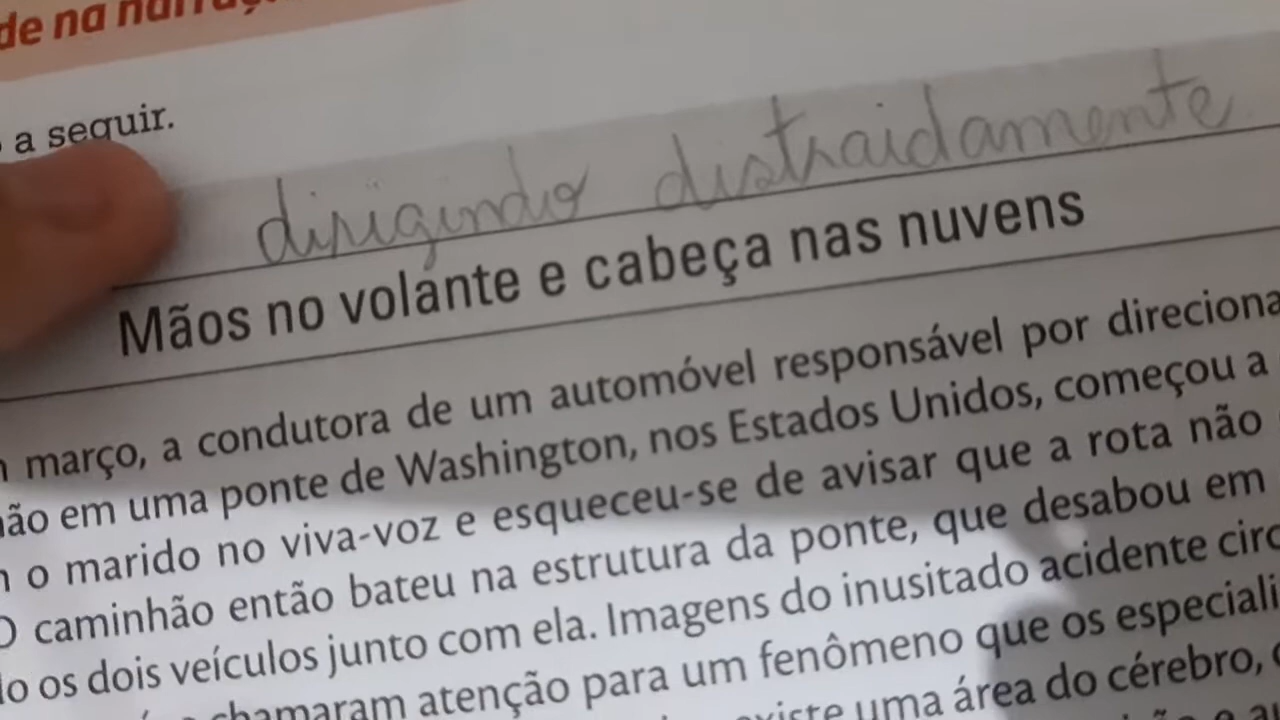 de na narraç
a seguir.
dirigindo distraidamente
Mãos no volante e cabeça nas nuvens
março, a condutora de um automóvel responsável por direciona
ão em uma ponte de Washington, nos Estados Unidos, começou a
o marido no viva-voz e esqueceu-se de avisar que a rota não
O caminhão então bateu na estrutura da ponte, que desabou em
do os dois veículos junto com ela. Imagens do inusitado acidente circ
chamaram atenção para um fenômeno que os especiali
existe uma área do cérebro,